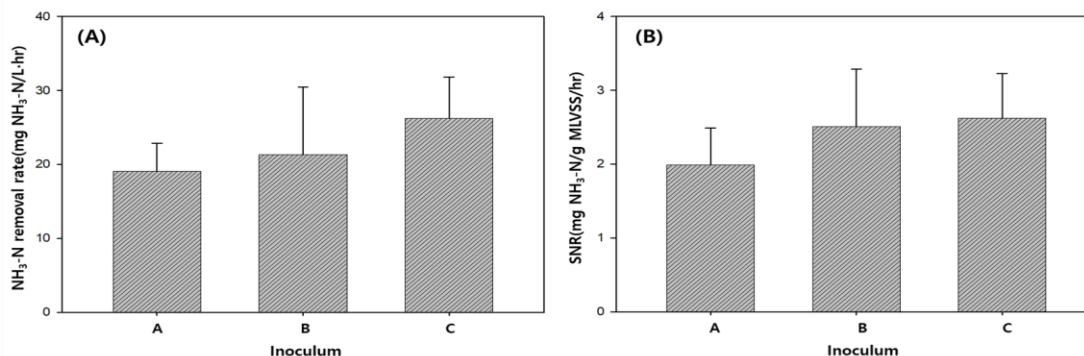 (A)
NH₃-N removal rate(mg NH₃-N/L·hr)
40
30
20
10
0
A B C
Inoculum
(B)
SNR(mg NH₃-N/g MLVSS/hr)
4
3
2
1
0
A B C
Inoculum